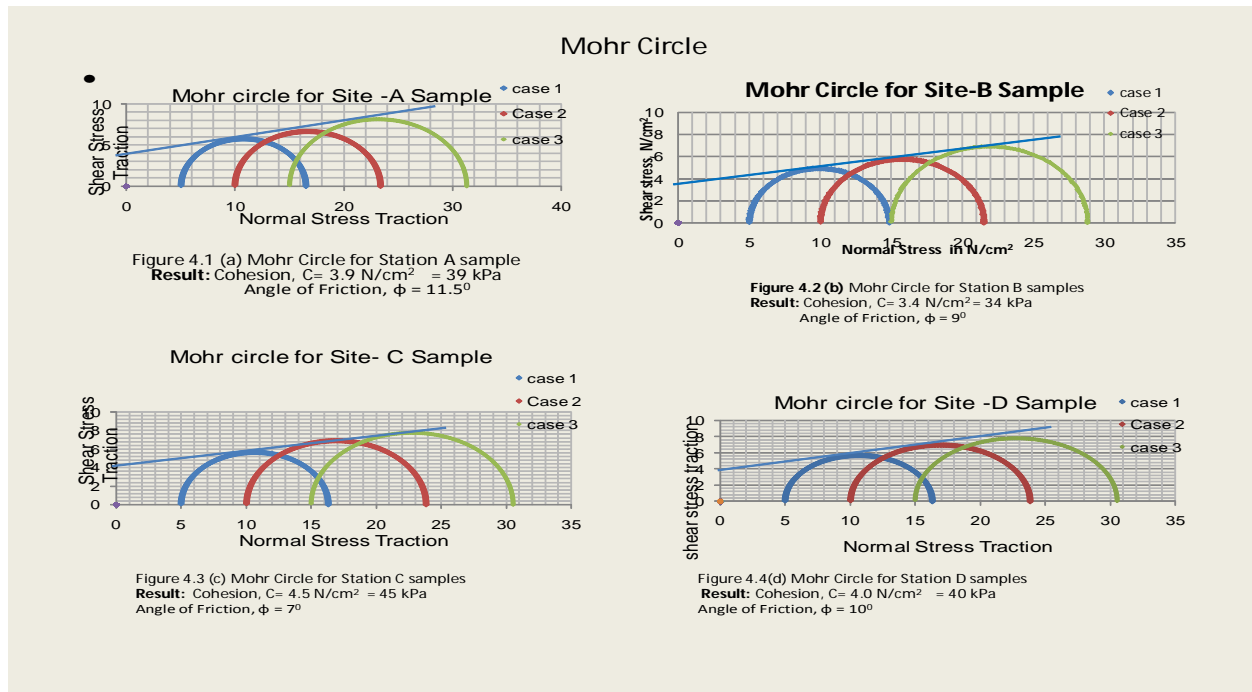 Mohr Circle
•
Mohr circle for Site -A Sample
case 1
Case 2
case 3
Shear Stress
Traction
10
5
0
0 10 20 30 40
Normal Stress Traction
Figure 4.1 (a) Mohr Circle for Station A sample
Result: Cohesion, C= 3.9 N/cm² = 39 kPa
Angle of Friction, ϕ = 11.5⁰
Mohr Circle for Site-B Sample
case 1
Case 2
case 3
Shear stress, N/cm²
10
8
6
4
2
0
0 5 10 15 20 25 30 35
Normal Stress in N/cm²
Figure 4.2 (b) Mohr Circle for Station B samples
Result: Cohesion, C= 3.4 N/cm² = 34 kPa
Angle of Friction, ϕ = 9⁰
Mohr circle for Site- C Sample
case 1
Case 2
case 3
Shear Stress
Traction
10
8
6
4
2
0
0 5 10 15 20 25 30 35
Normal Stress Traction
Figure 4.3 (c) Mohr Circle for Station C samples
Result: Cohesion, C= 4.5 N/cm² = 45 kPa
Angle of Friction, ϕ = 7⁰
Mohr circle for Site -D Sample
case 1
Case 2
case 3
shear stress traction
10
8
6
4
2
0
0 5 10 15 20 25 30 35
Normal Stress Traction
Figure 4.4(d) Mohr Circle for Station D samples
Result: Cohesion, C= 4.0 N/cm² = 40 kPa
Angle of Friction, ϕ = 10⁰